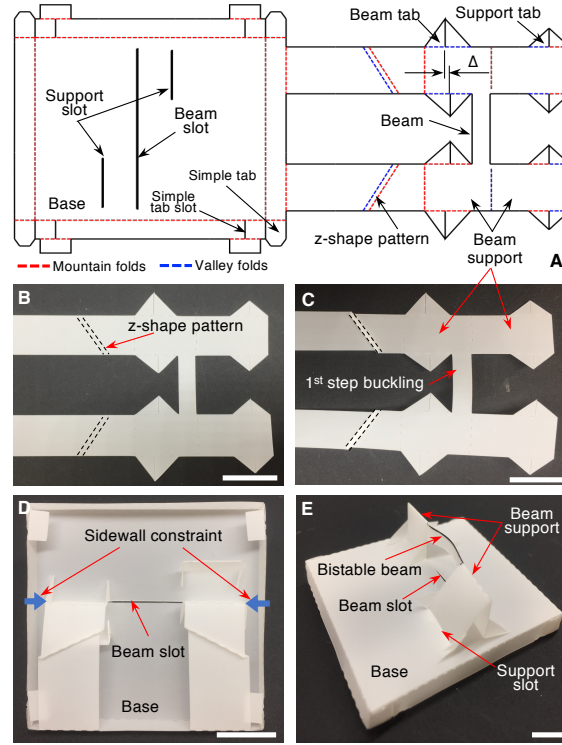 Beam tab
Support tab
Δ
Support
slot
Beam
slot
Beam
Base
Simple
tab slot
Simple tab
z-shape pattern
Beam
support
A
Mountain folds
Valley folds
B
z-shape pattern
C
1st step buckling
D
Sidewall constraint
Beam slot
Base
E
Beam
support
Bistable beam
Beam slot
Base
Support
slot